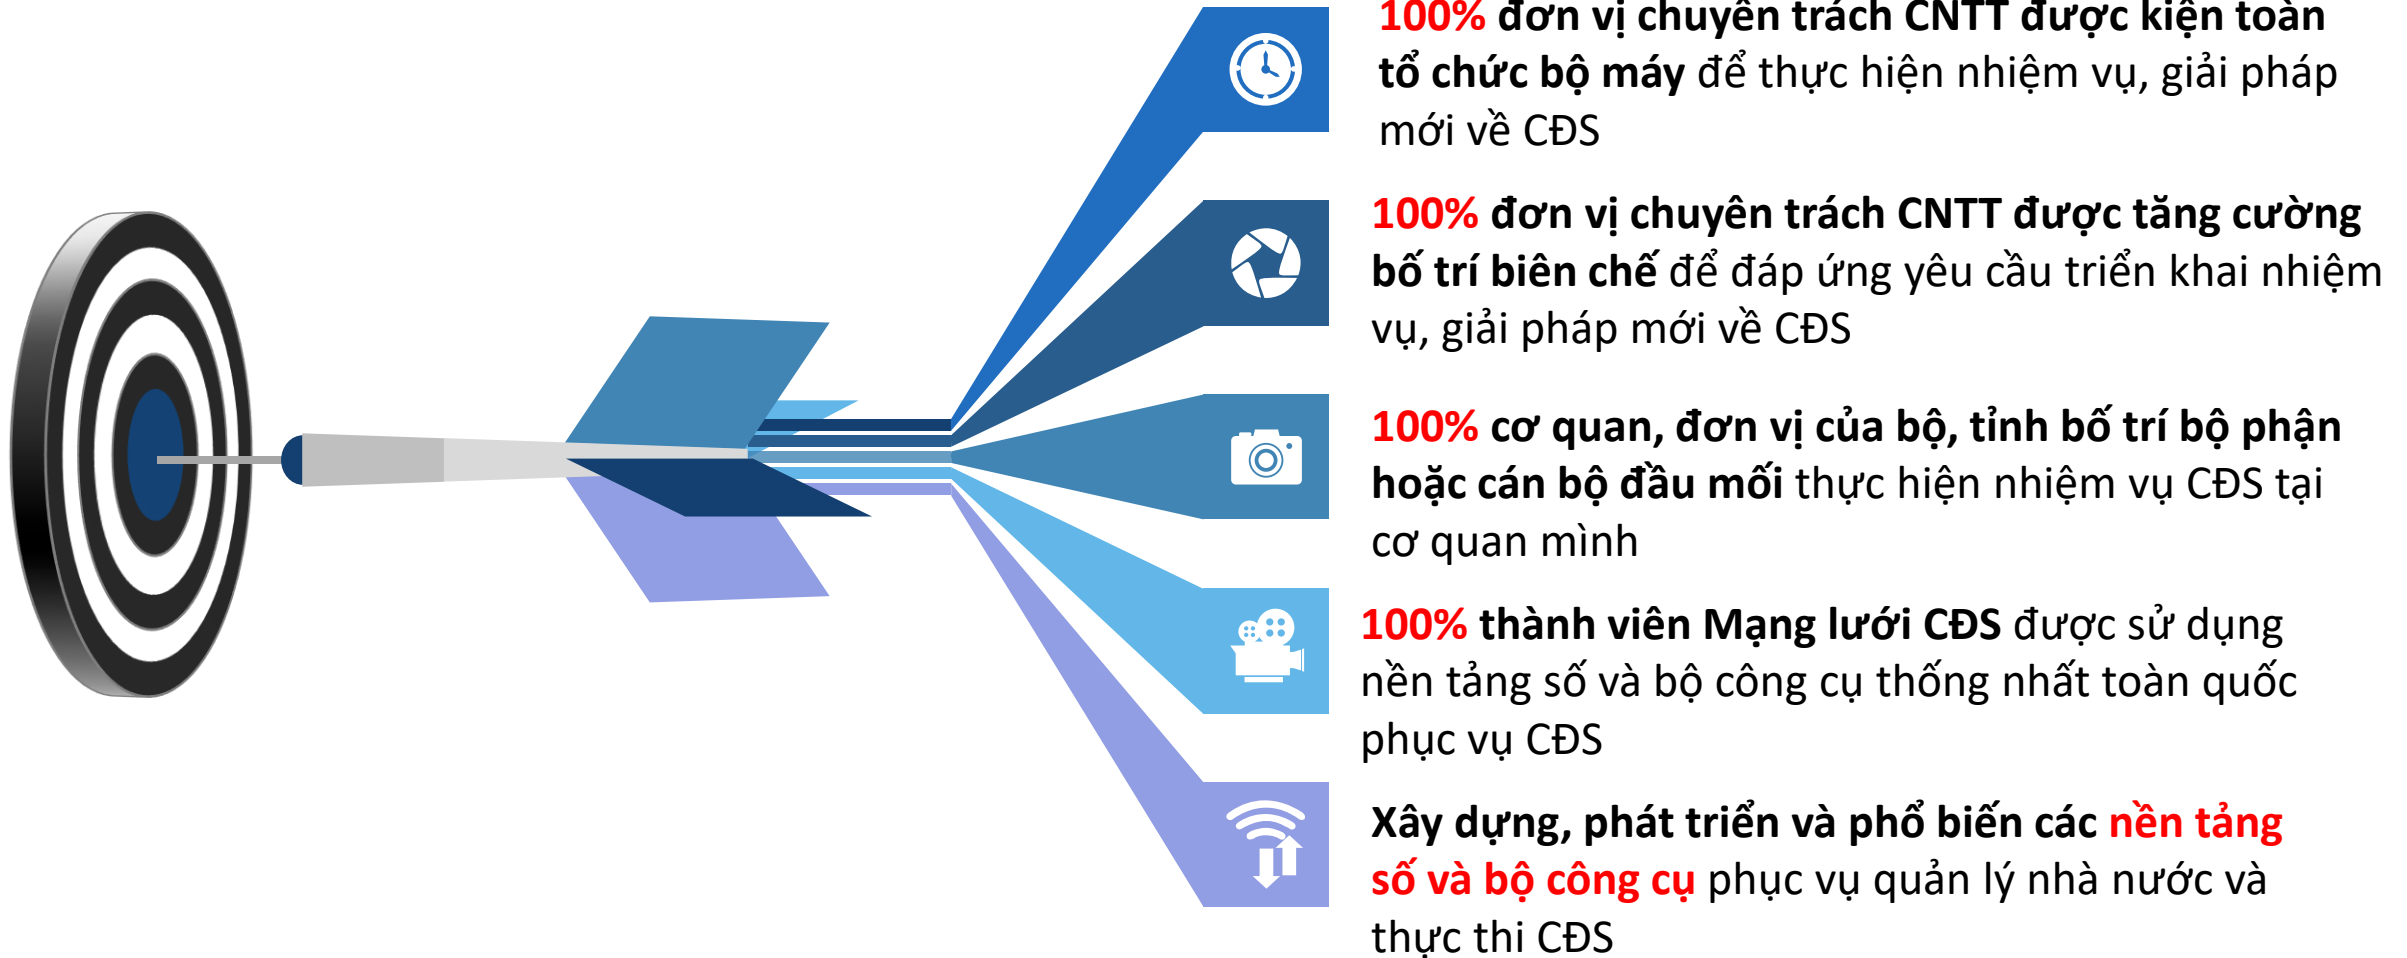 100% đơn vị chuyên trách CNTT được kiện toàn
tổ chức bộ máy để thực hiện nhiệm vụ, giải pháp
mới về CĐS
100% đơn vị chuyên trách CNTT được tăng cường
bố trí biên chế để đáp ứng yêu cầu triển khai nhiệm
vụ, giải pháp mới về CĐS
100% cơ quan, đơn vị của bộ, tỉnh bố trí bộ phận
hoặc cán bộ đầu mối thực hiện nhiệm vụ CĐS tại
cơ quan mình
100% thành viên Mạng lưới CĐS được sử dụng
nền tảng số và bộ công cụ thống nhất toàn quốc
phục vụ CĐS
Xây dựng, phát triển và phổ biến các nền tảng
số và bộ công cụ phục vụ quản lý nhà nước và
thực thi CĐS